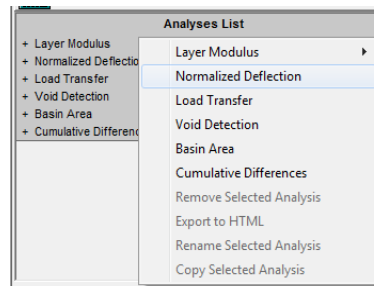 Analyses List
+ Layer Modulus
+ Normalized Deflectio
+ Load Transfer
+ Void Detection
+ Basin Area
+ Cumulative Differenc
Layer Modulus
Normalized Deflection
Load Transfer
Void Detection
Basin Area
Cumulative Differences
Remove Selected Analysis
Export to HTML
Rename Selected Analysis
Copy Selected Analysis